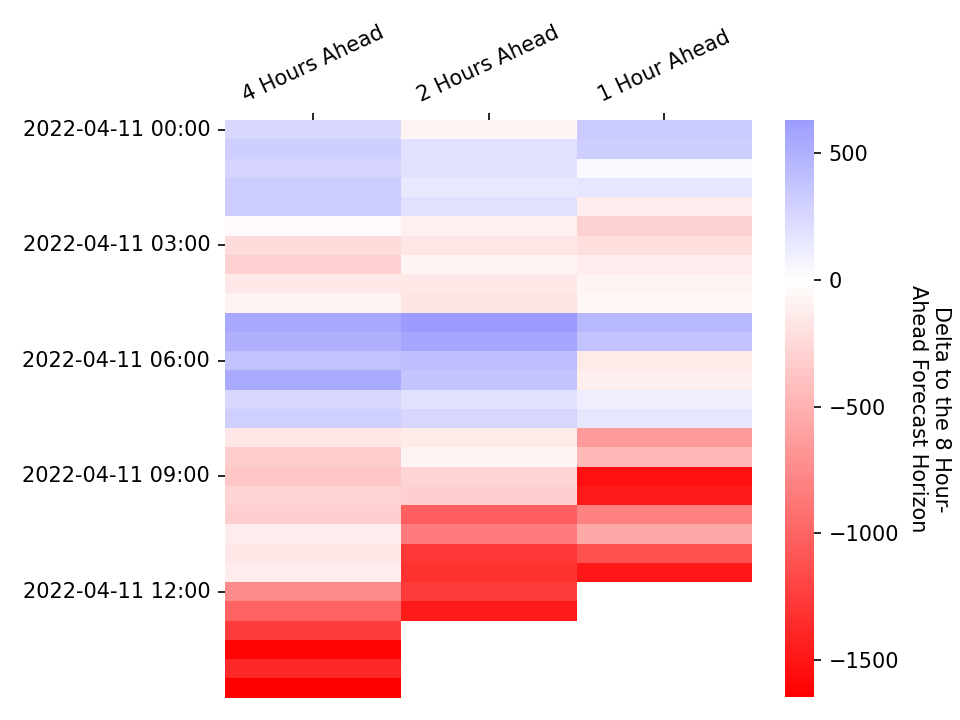 4 Hours Ahead
2 Hours Ahead
1 Hour Ahead
2022-04-11 00:00
2022-04-11 03:00
2022-04-11 06:00
2022-04-11 09:00
2022-04-11 12:00
500
0
−500
−1000
−1500
Delta to the 8 Hour-
Ahead Forecast Horizon